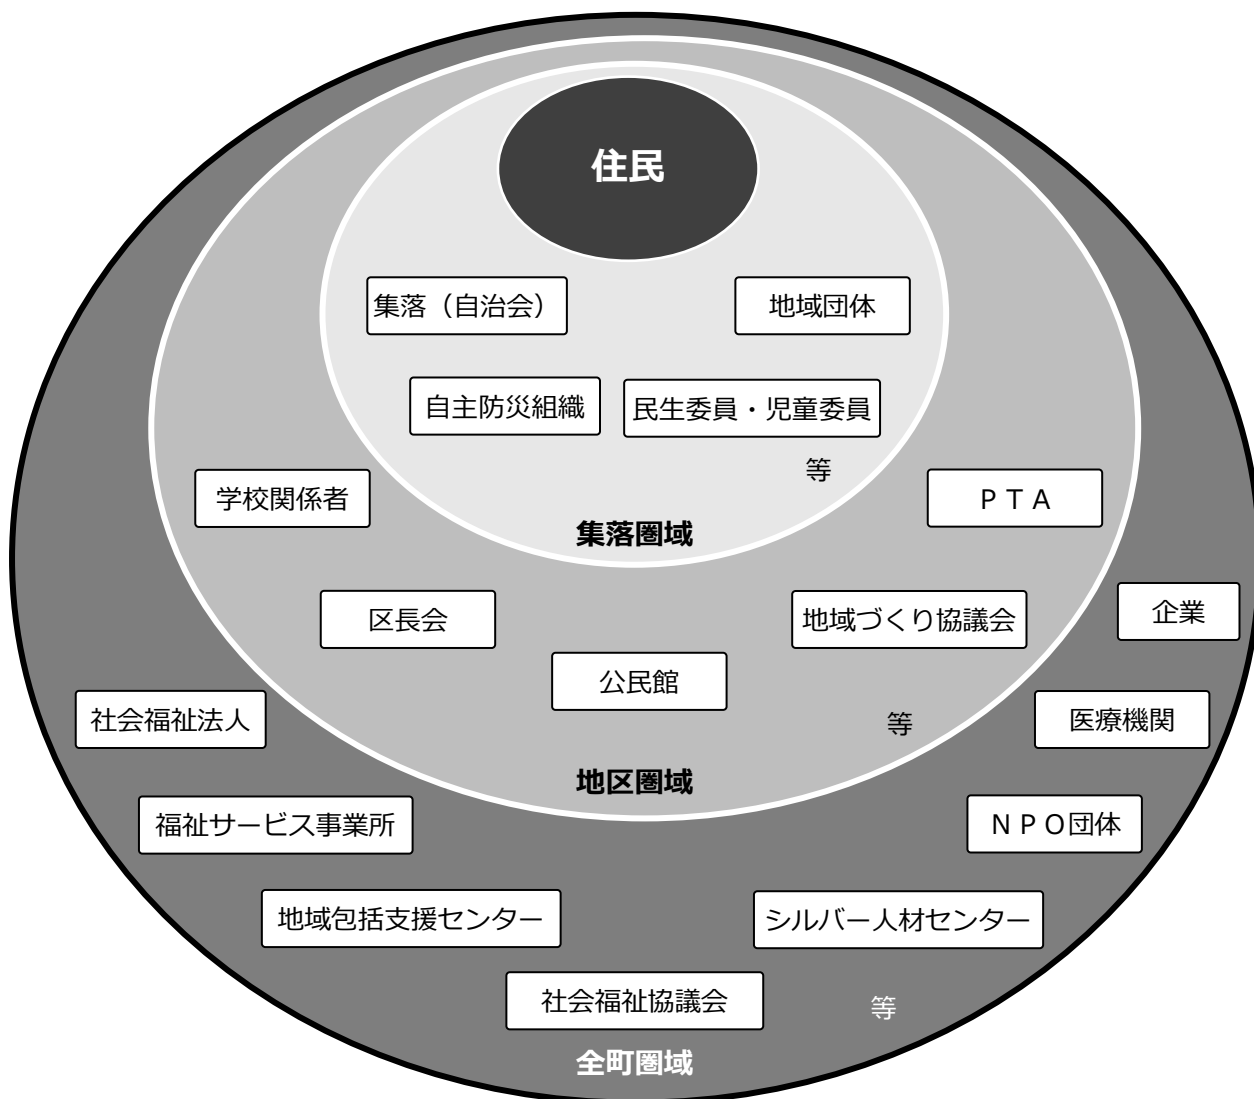 住民
集落（自治会）
地域団体
自主防災組織
民生委員・児童委員
等
集落圏域
学校関係者
ＰＴＡ
区長会
地域づくり協議会
公民館
等
地区圏域
企業
社会福祉法人
医療機関
福祉サービス事業所
ＮＰＯ団体
地域包括支援センター
シルバー人材センター
社会福祉協議会
等
全町圏域